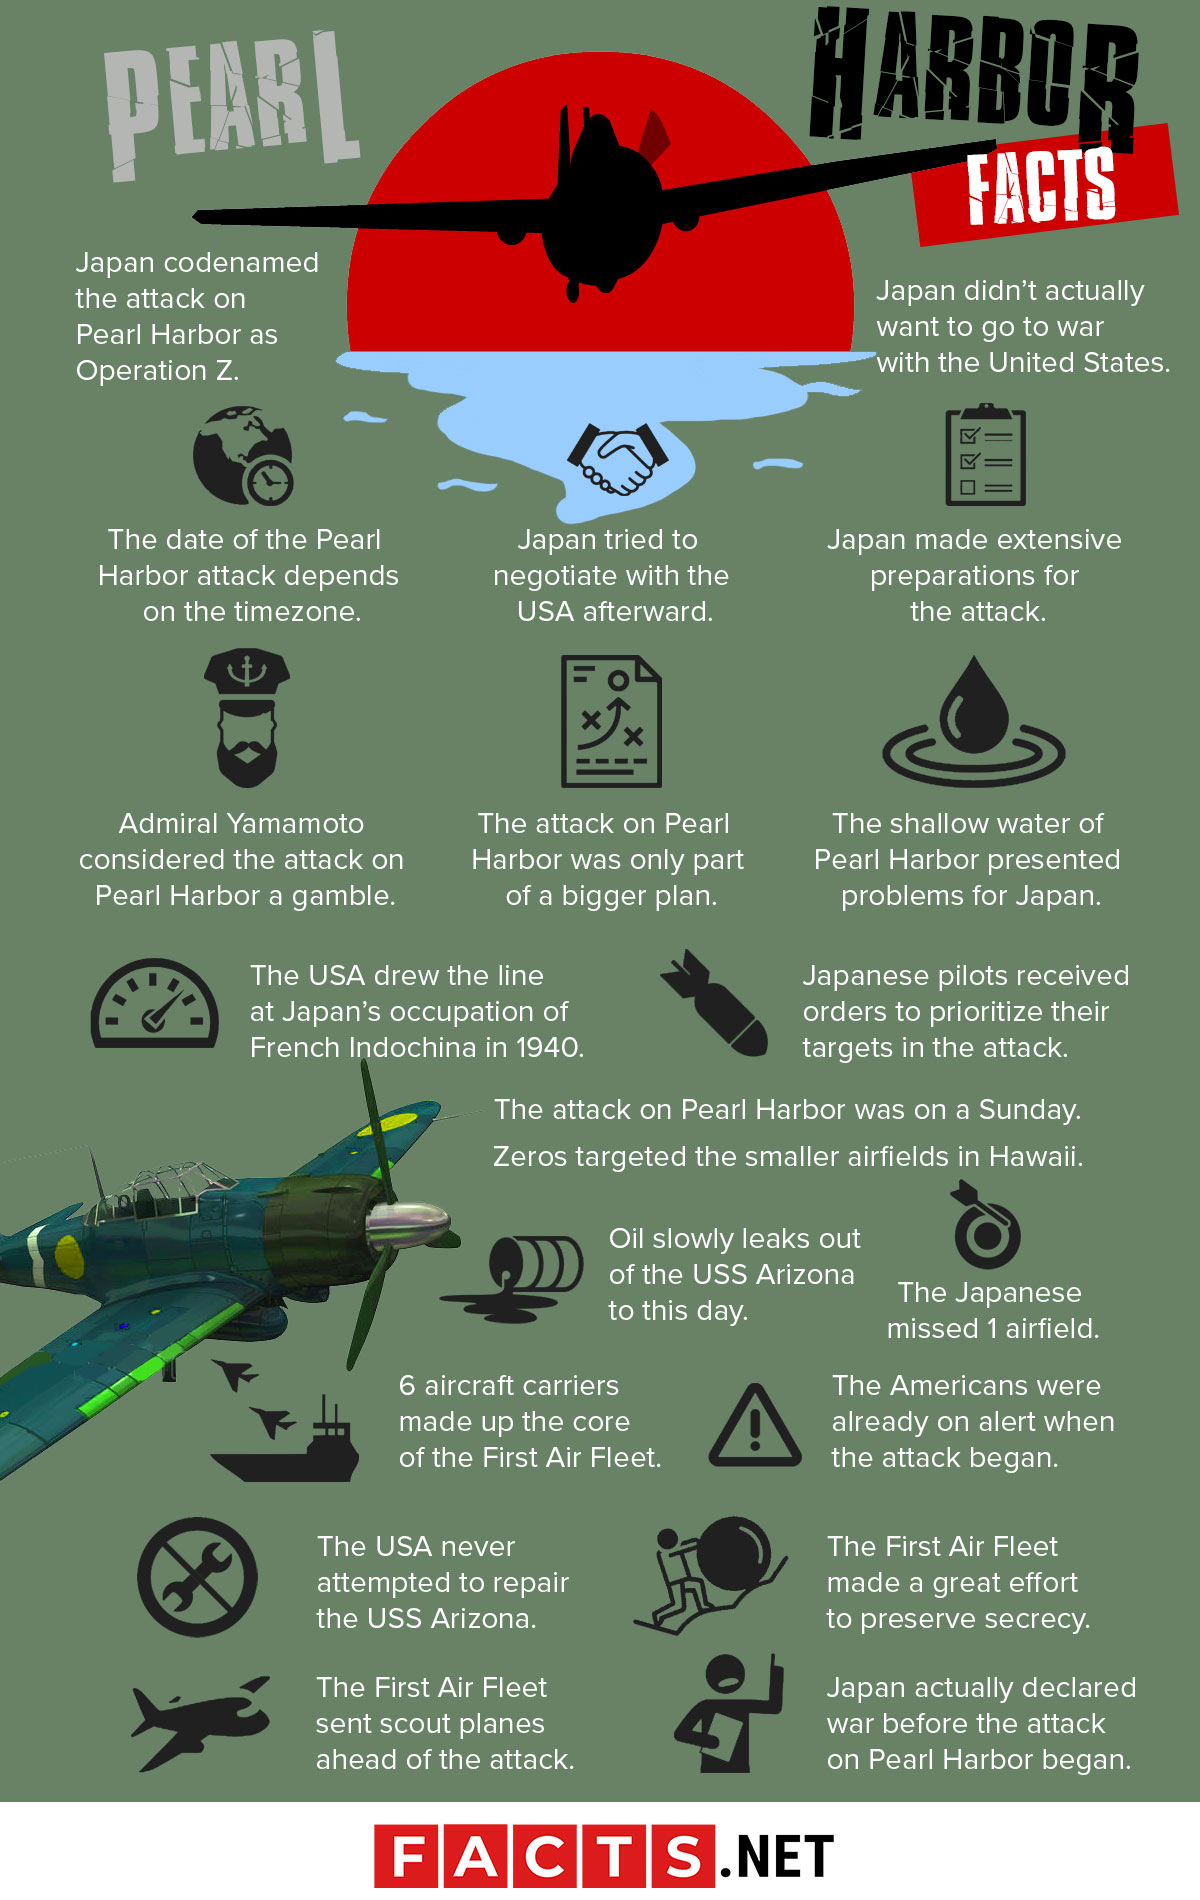 PEARL
HARBOR
FACTS
Japan codenamed
the attack on
Pearl Harbor as
Operation Z.
Japan didn't actually
want to go to war
with the United States.
The date of the Pearl
Harbor attack depends
on the timezone.
Japan tried to
negotiate with the
USA afterward.
Japan made extensive
preparations for
the attack.
Admiral Yamamoto
considered the attack on
Pearl Harbor a gamble.
The attack on Pearl
Harbor was only part
of a bigger plan.
The shallow water of
Pearl Harbor presented
problems for Japan.
The USA drew the line
at Japan's occupation of
French Indochina in 1940.
Japanese pilots received
orders to prioritize their
targets in the attack.
The attack on Pearl Harbor was on a Sunday.
Zeros targeted the smaller airfields in Hawaii.
Oil slowly leaks out
of the USS Arizona
to this day.
The Japanese
missed 1 airfield.
6 aircraft carriers
made up the core
of the First Air Fleet.
The Americans were
already on alert when
the attack began.
The USA never
attempted to repair
the USS Arizona.
The First Air Fleet
made a great effort
to preserve secrecy.
The First Air Fleet
sent scout planes
ahead of the attack.
Japan actually declared
war before the attack
on Pearl Harbor began.
FACTS.NET